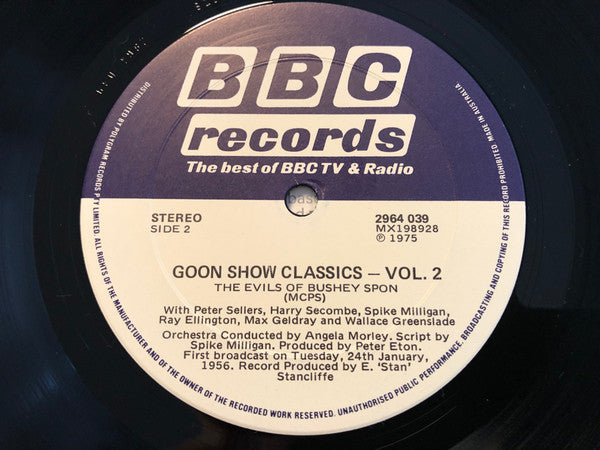 BBC
records
The best of BBC TV & Radio
STEREO
SIDE 2
2964 039
MX198928
℗ 1975
GOON SHOW CLASSICS — VOL. 2
THE EVILS OF BUSHEY SPON
(MCPS)
With Peter Sellers, Harry Secombe, Spike Milligan,
Ray Ellington, Max Geldray and Wallace Greenslade
Orchestra Conducted by Angela Morley. Script by
Spike Milligan. Produced by Peter Eton.
First broadcast on Tuesday, 24th January,
1956. Record Produced by E. 'Stan'
Stancliffe
DISTRIBUTED BY POLYGRAM RECORDS PTY LIMITED. ALL RIGHTS OF THE MANUFACTURER AND OF THE OWNER OF THE RECORDED WORK RESERVED. UNAUTHORISED PUBLIC PERFORMANCE, BROADCASTING AND COPYING OF THIS RECORD PROHIBITED MADE IN AUSTRALIA